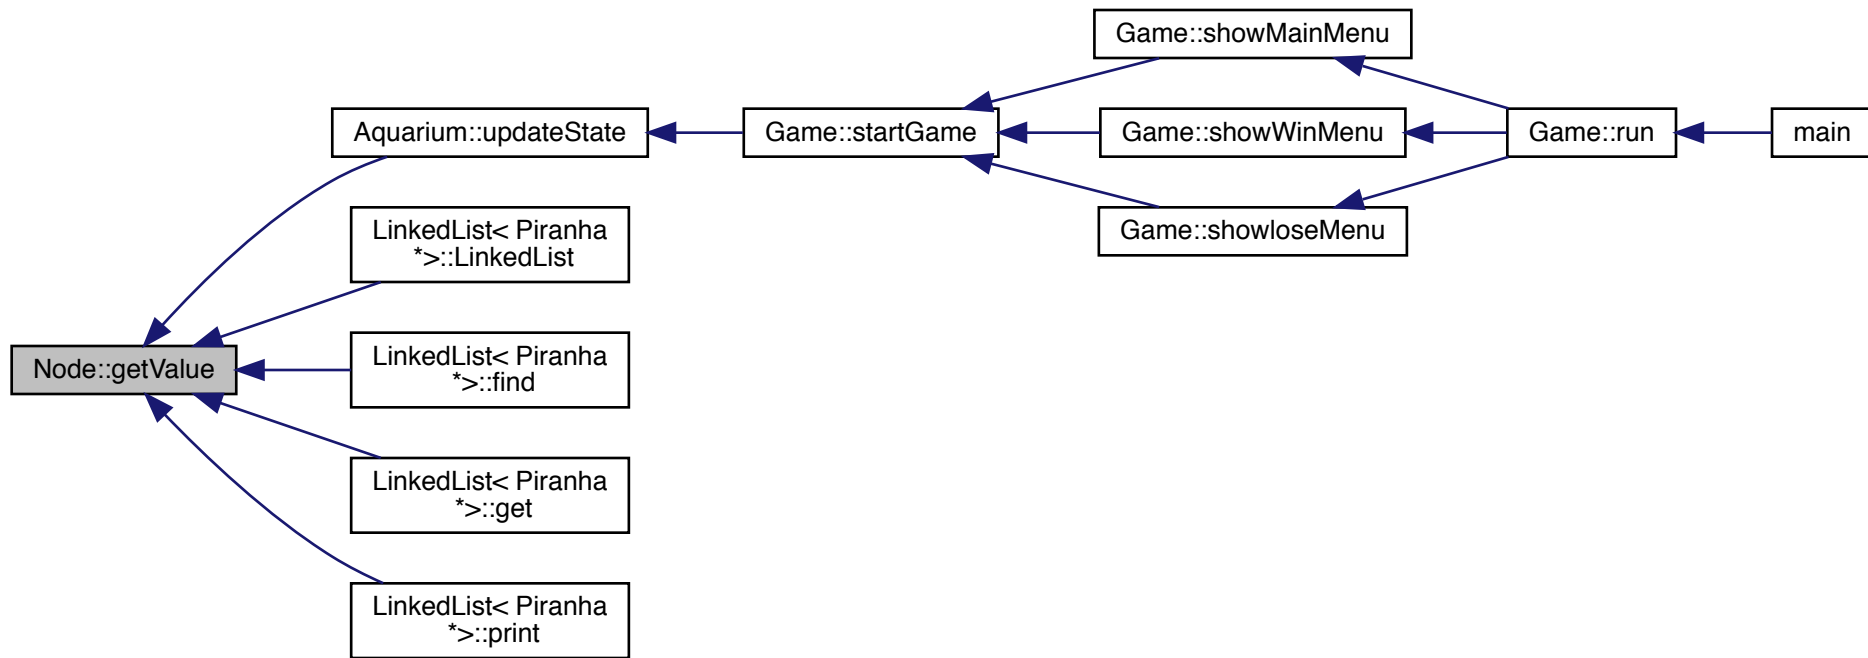 Game::showMainMenu
Aquarium::updateState
Game::startGame
Game::showWinMenu
Game::run
main
Game::showloseMenu
LinkedList< Piranha
*>::LinkedList
Node::getValue
LinkedList< Piranha
*>::find
LinkedList< Piranha
*>::get
LinkedList< Piranha
*>::print